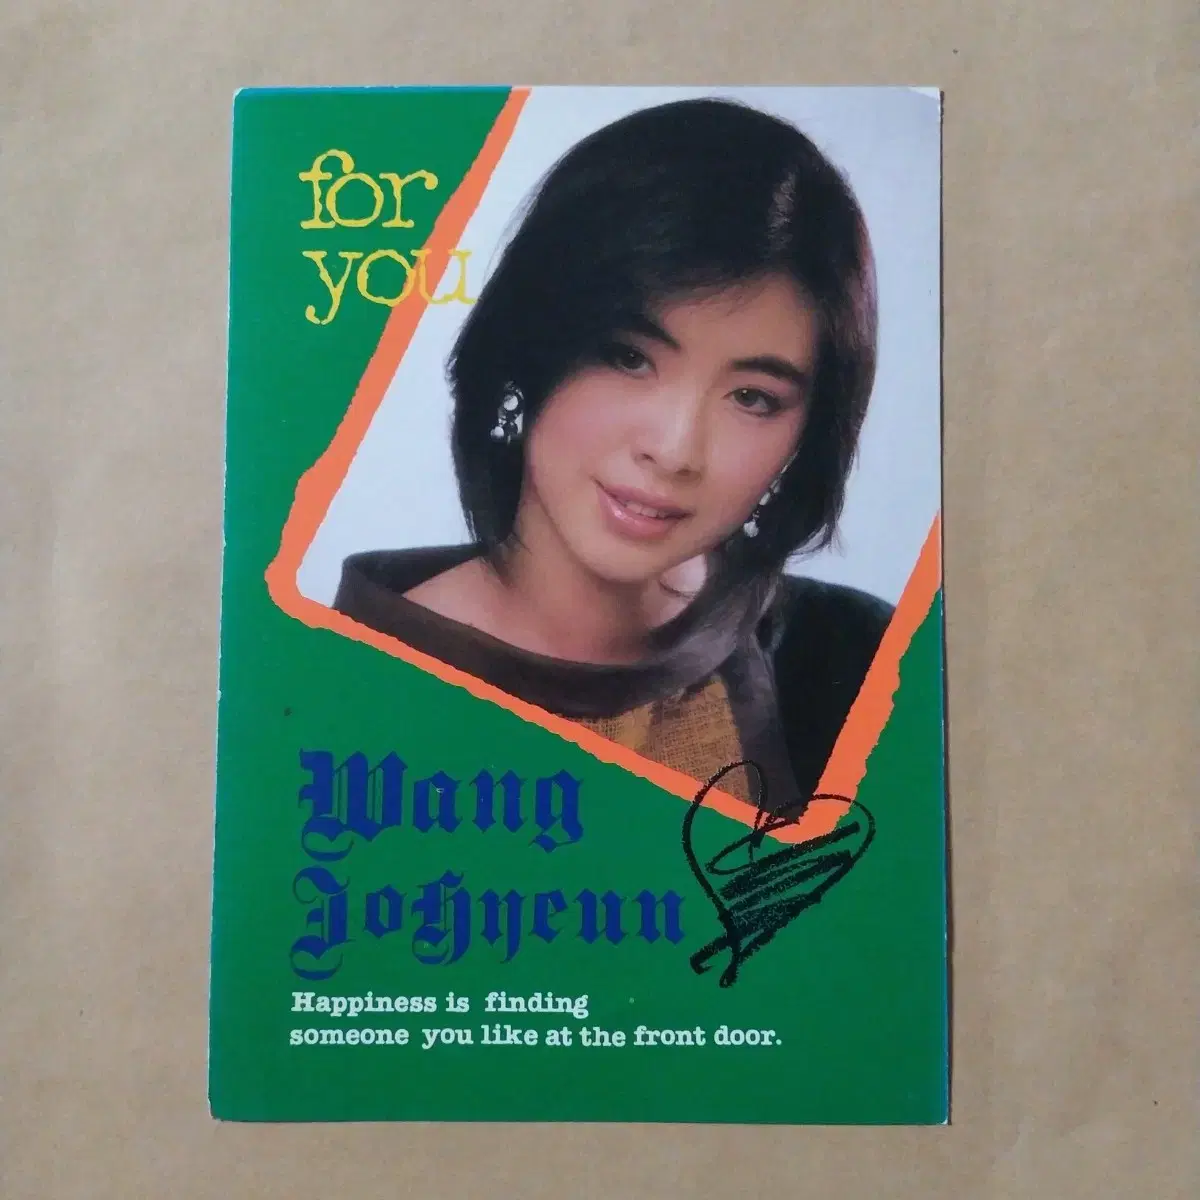 for
you
Wang
JoHyeun
Happiness is finding
someone you like at the front door.